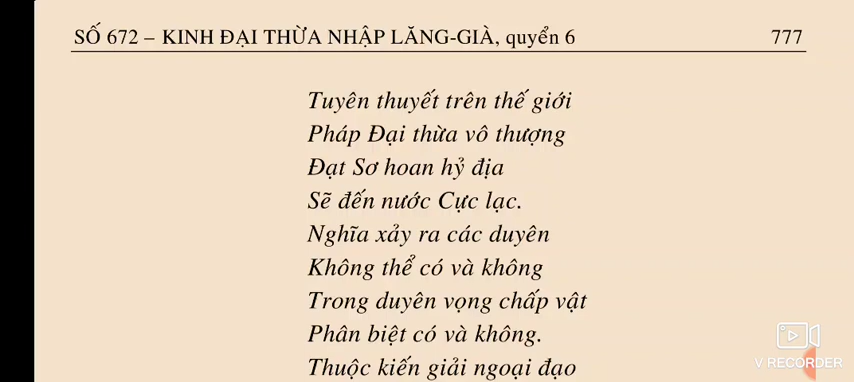 SỐ 672 – KINH ĐẠI THỪA NHẬP LĂNG-GIÀ, quyển 6 777
Tuyên thuyết trên thế giới
Pháp Đại thừa vô thượng
Đạt Sơ hoan hỷ địa
Sẽ đến nước Cực lạc.
Nghĩa xảy ra các duyên
Không thể có và không
Trong duyên vọng chấp vật
Phân biệt có và không.
Thuộc kiến giải ngoại đạo
V RECORDER